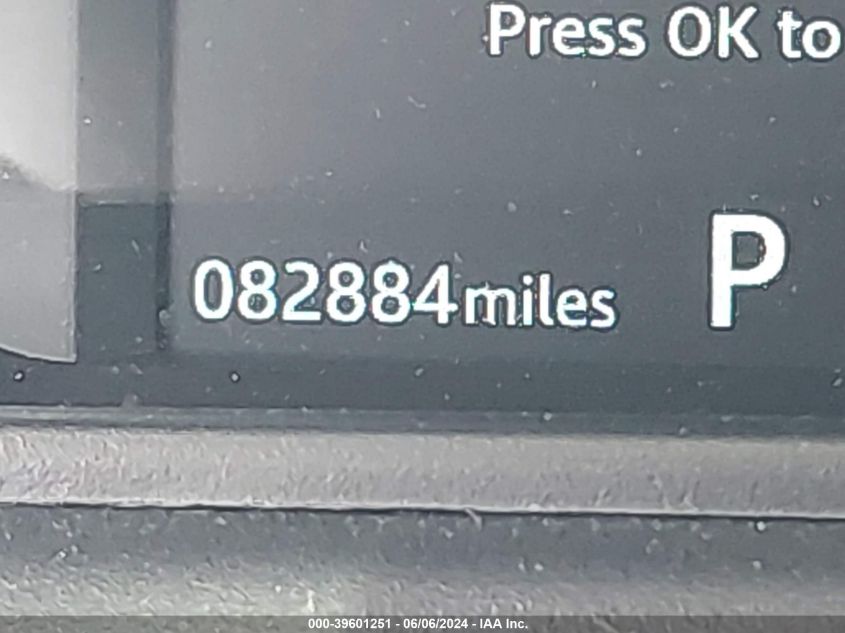 Press OK to
082884miles
P
000-39601251 - 06/06/2024 - IAA Inc.